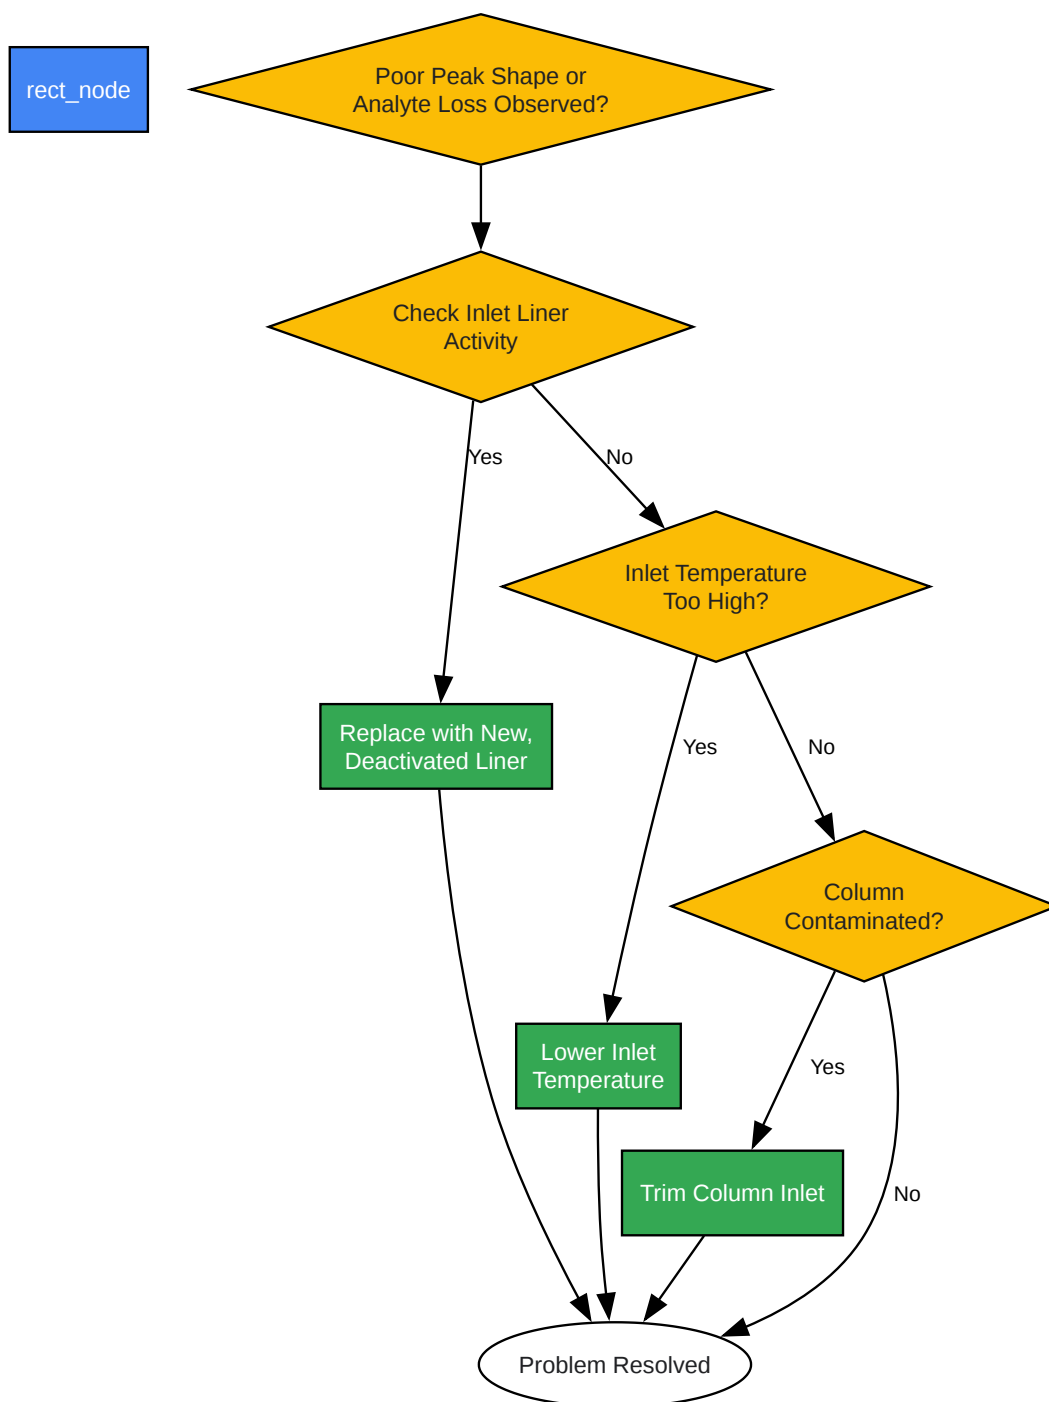 rect_node
Poor Peak Shape or
Analyte Loss Observed?
Check Inlet Liner
Activity
Yes
No
Inlet Temperature
Too High?
Replace with New,
Deactivated Liner
Yes
No
Column
Contaminated?
Lower Inlet
Temperature
Yes
Trim Column Inlet
No
Problem Resolved